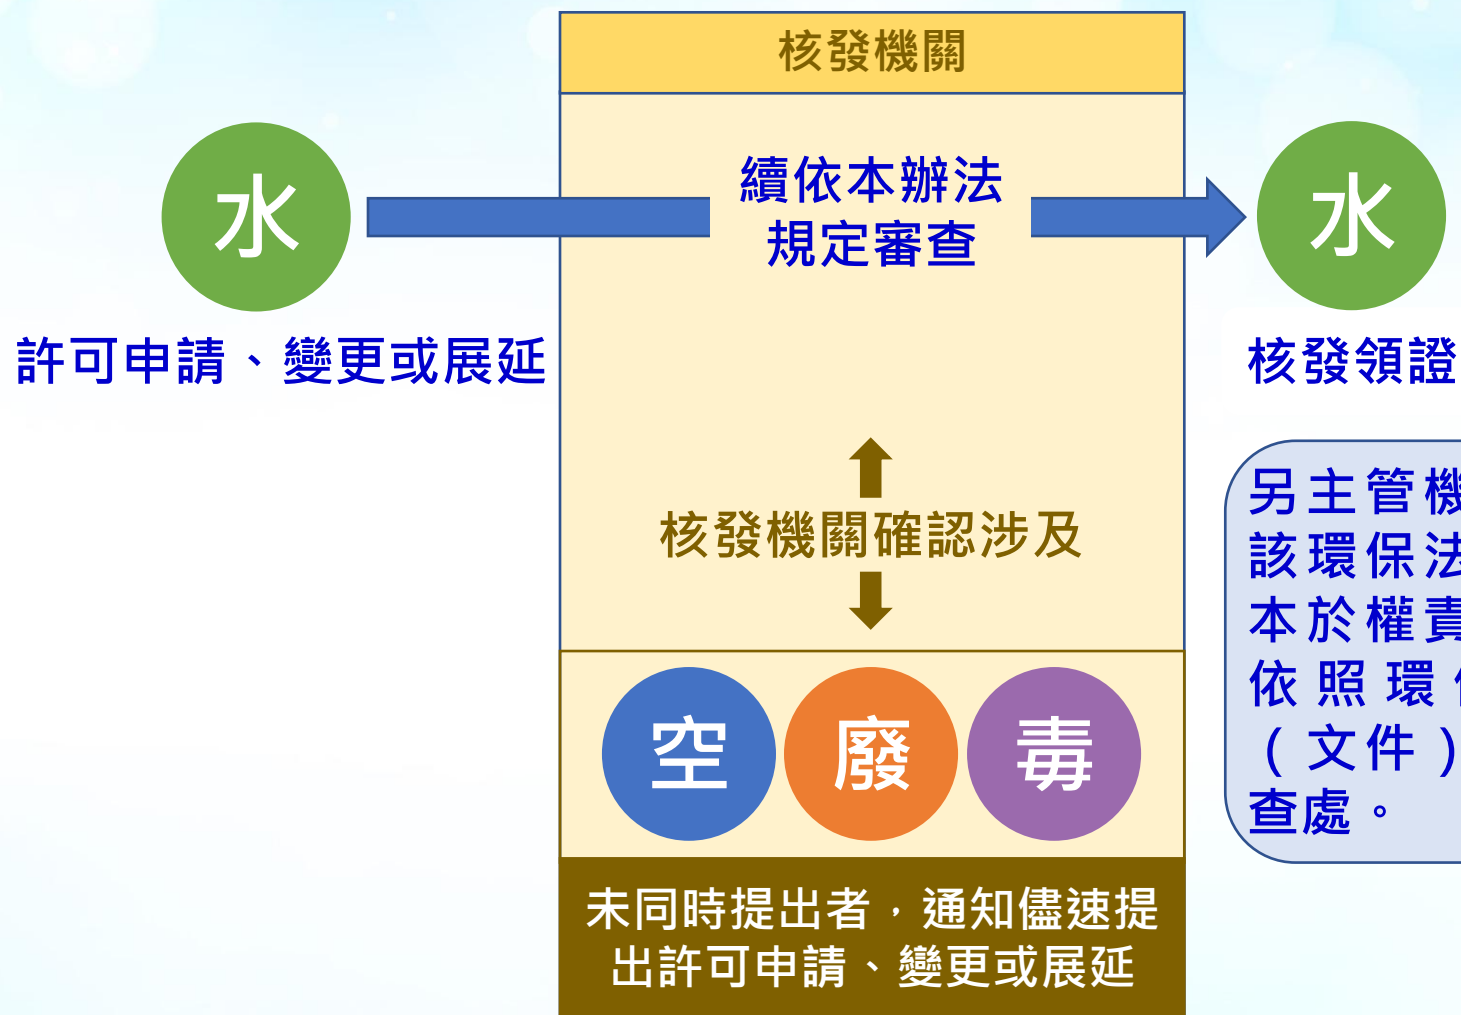 核發機關
水
續依本辦法
規定審查
水
許可申請、變更或展延
核發領證
核發機關確認涉及
空 廢 毒
未同時提出者，通知儘速提
出許可申請、變更或展延
另主管機
該環保法
本於權責
依照環
（文件）
查處。